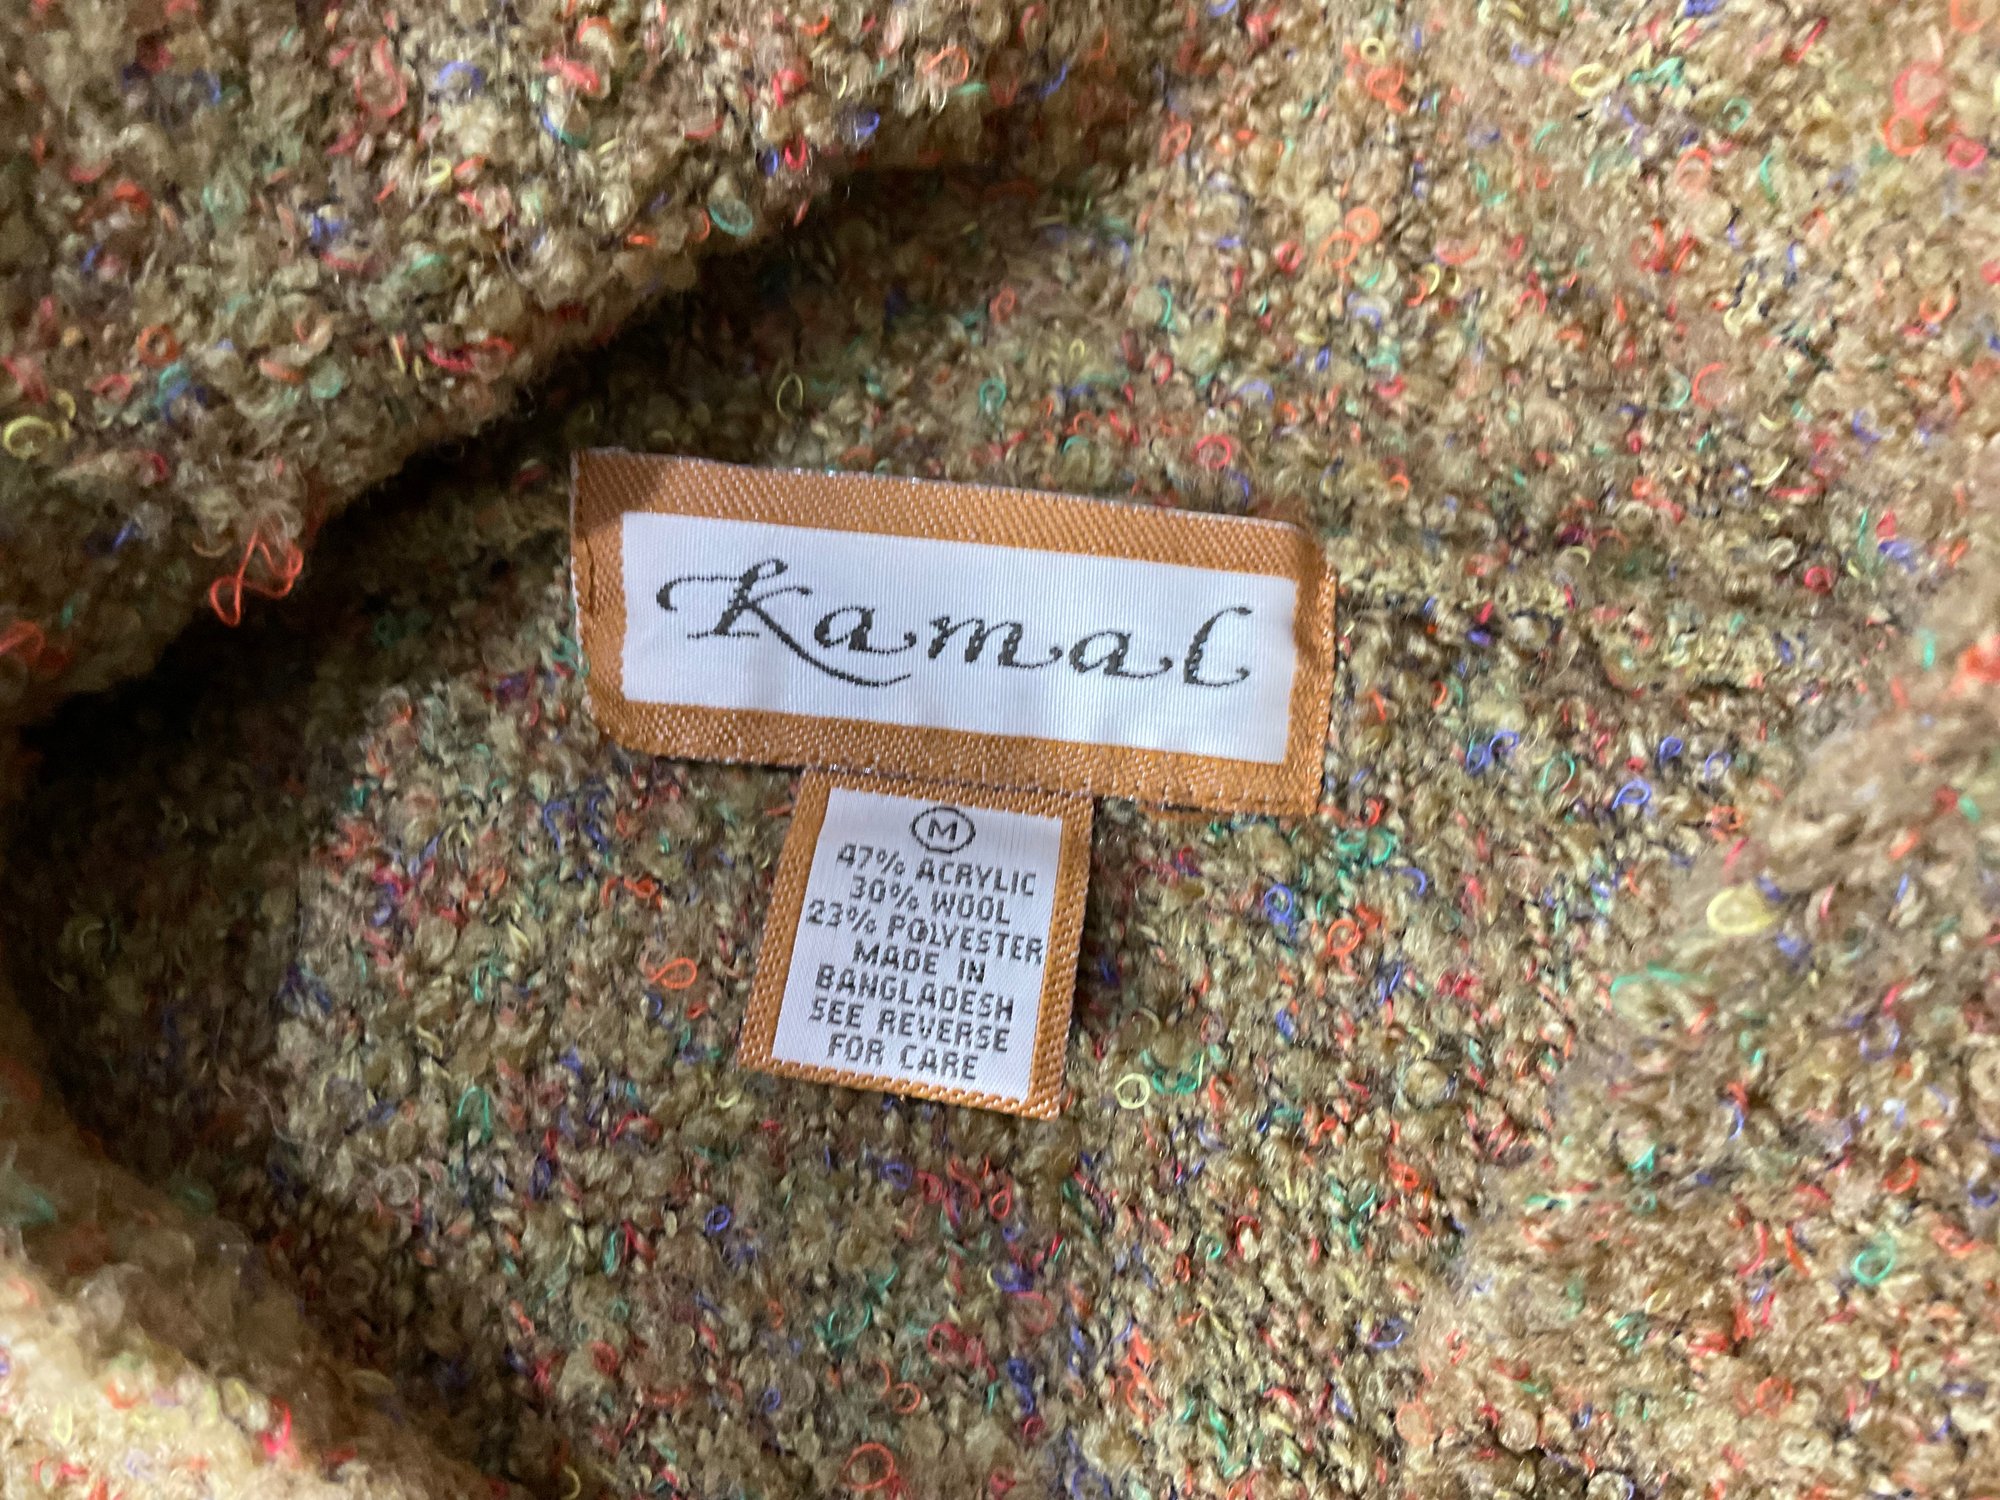 Kamal
M
47% ACRYLIC
30% WOOL
23% POLYESTER
MADE IN
BANGLADESH
SEE REVERSE
FOR CARE